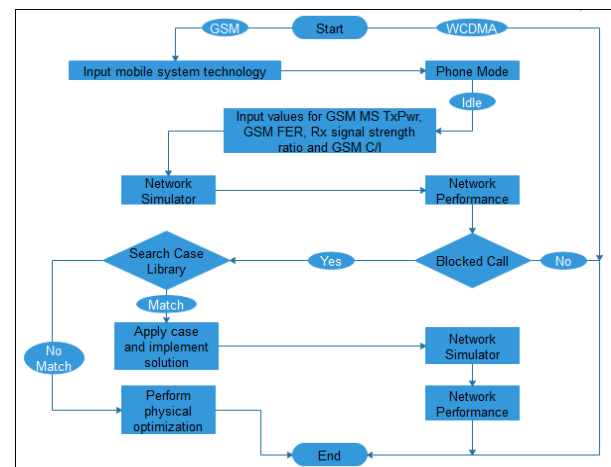 GSM
Start
WCDMA
Input mobile system technology
Phone Mode
Idle
Input values for GSM MS TxPwr,
GSM FER, Rx signal strength
ratio and GSM C/I
Network
Simulator
Network
Performance
Search Case
Library
Yes
Blocked Call
No
Match
No
Match
Apply case
and implement
solution
Network
Simulator
Perform
physical
optimization
Network
Performance
End